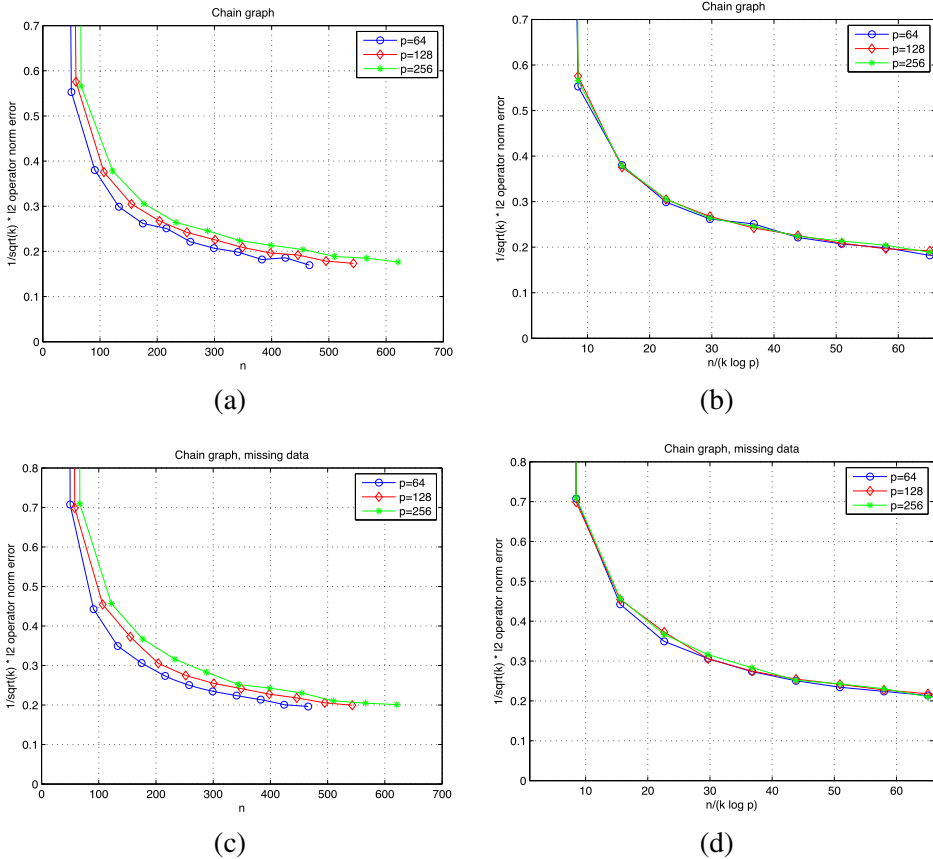 Chain graph
1/sqrt(k) * l2 operator norm error
0.7
0.6
0.5
0.4
0.3
0.2
0.1
0
0 100 200 300 400 500 600 700
n
p=64
p=128
p=256
(a)
Chain graph
1/sqrt(k) * l2 operator norm error
0.7
0.6
0.5
0.4
0.3
0.2
0.1
0
10 20 30 40 50 60
n/(k log p)
p=64
p=128
p=256
(b)
Chain graph, missing data
1/sqrt(k) * l2 operator norm error
0.8
0.7
0.6
0.5
0.4
0.3
0.2
0.1
0
0 100 200 300 400 500 600 700
n
p=64
p=128
p=256
(c)
Chain graph, missing data
1/sqrt(k) * l2 operator norm error
0.8
0.7
0.6
0.5
0.4
0.3
0.2
0.1
0
10 20 30 40 50 60
n/(k log p)
p=64
p=128
p=256
(d)